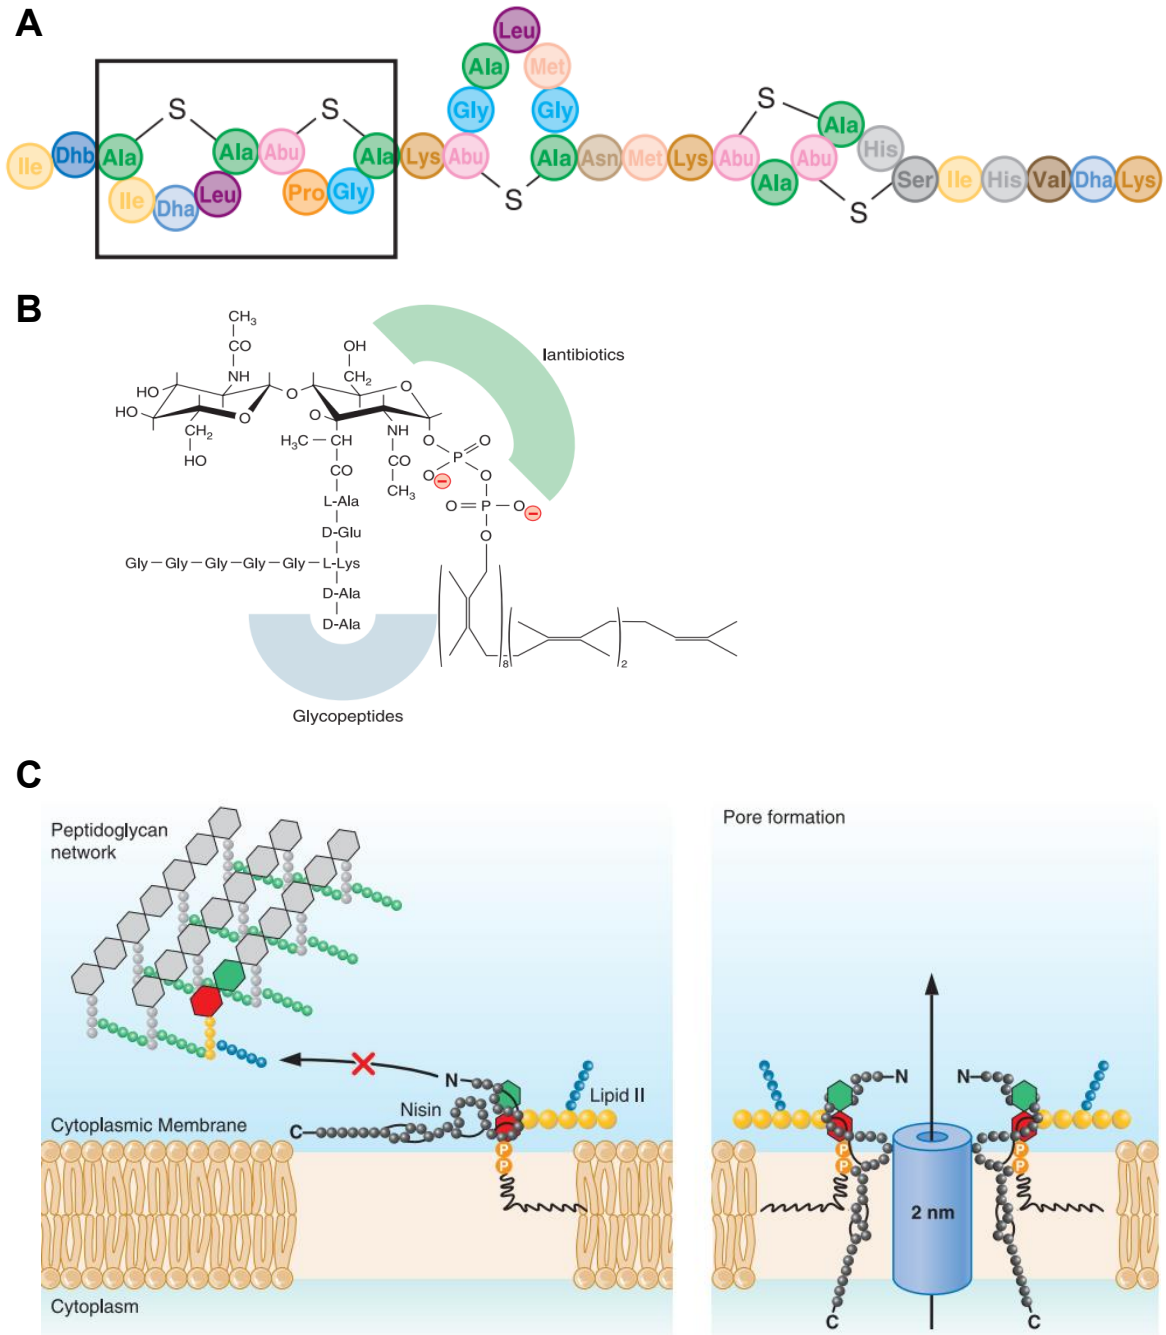 A
Leu
Ala
Met
Gly
Gly
S
S
S
Ala
His
Ile
Dhb
Ala
Ala
Abu
Ala
Lys
Abu
Ala
Asn
Met
Lys
Abu
Abu
Ser
Ile
His
Val
Dha
Lys
Ile
Dha
Leu
Pro
Gly
Ala
S
S
B
CH3
CO
NH
OH
CH2
lantibiotics
HO
HO
O
O
O
O
CH2
HO
H3C
CH
NH
O
O
P
O
−
O
CO
CO
CH3
L-Ala
O
P
O
−
D-Glu
O
Gly Gly Gly Gly Gly L-Lys
D-Ala
D-Ala
8
2
Glycopeptides
C
Peptidoglycan
network
Pore formation
N
Nisin
Lipid II
C
Cytoplasmic Membrane
P
P
Cytoplasm
N
N
P
P
P
P
2 nm
C
C